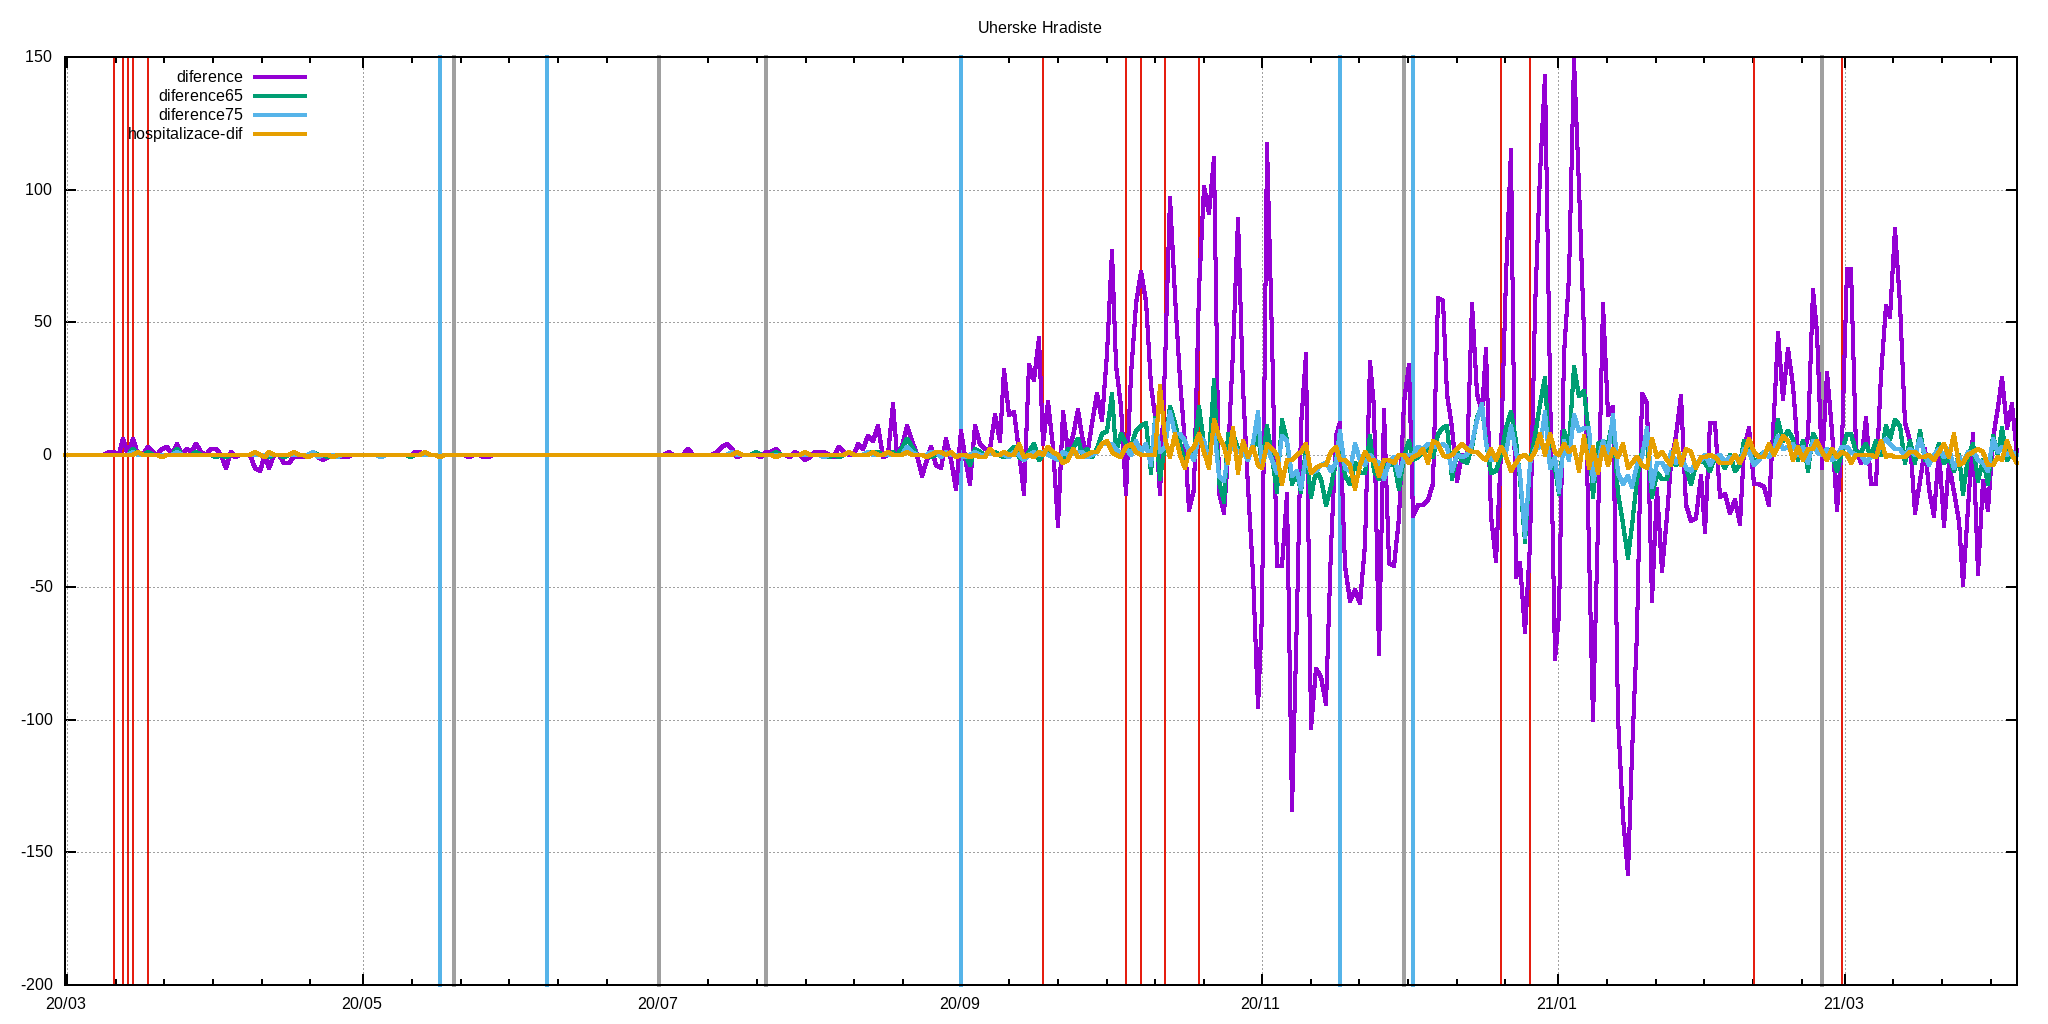 Uherske Hradiste
150
100
50
0
-50
-100
-150
-200
diference
diference65
diference75
hospitalizace-dif
20/03 20/05 20/07 20/09 20/11 21/01 21/03